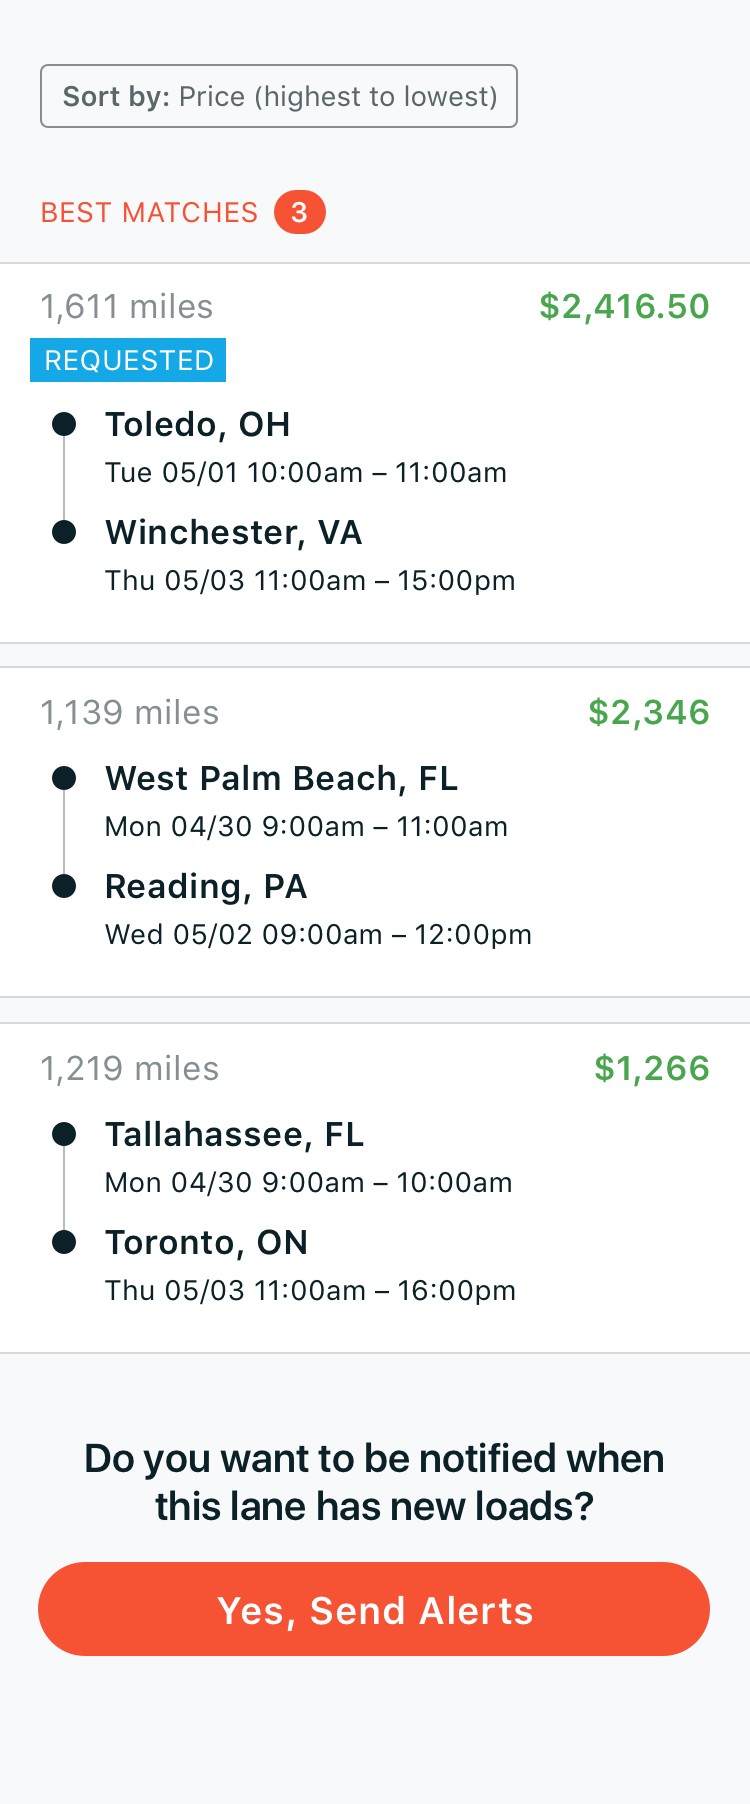 Sort by: Price (highest to lowest)
BEST MATCHES 3
1,611 miles $2,416.50
REQUESTED
Toledo, OH
Tue 05/01 10:00am – 11:00am
Winchester, VA
Thu 05/03 11:00am – 15:00pm
1,139 miles $2,346
West Palm Beach, FL
Mon 04/30 9:00am – 11:00am
Reading, PA
Wed 05/02 09:00am – 12:00pm
1,219 miles $1,266
Tallahassee, FL
Mon 04/30 9:00am – 10:00am
Toronto, ON
Thu 05/03 11:00am – 16:00pm
Do you want to be notified when
this lane has new loads?
Yes, Send Alerts